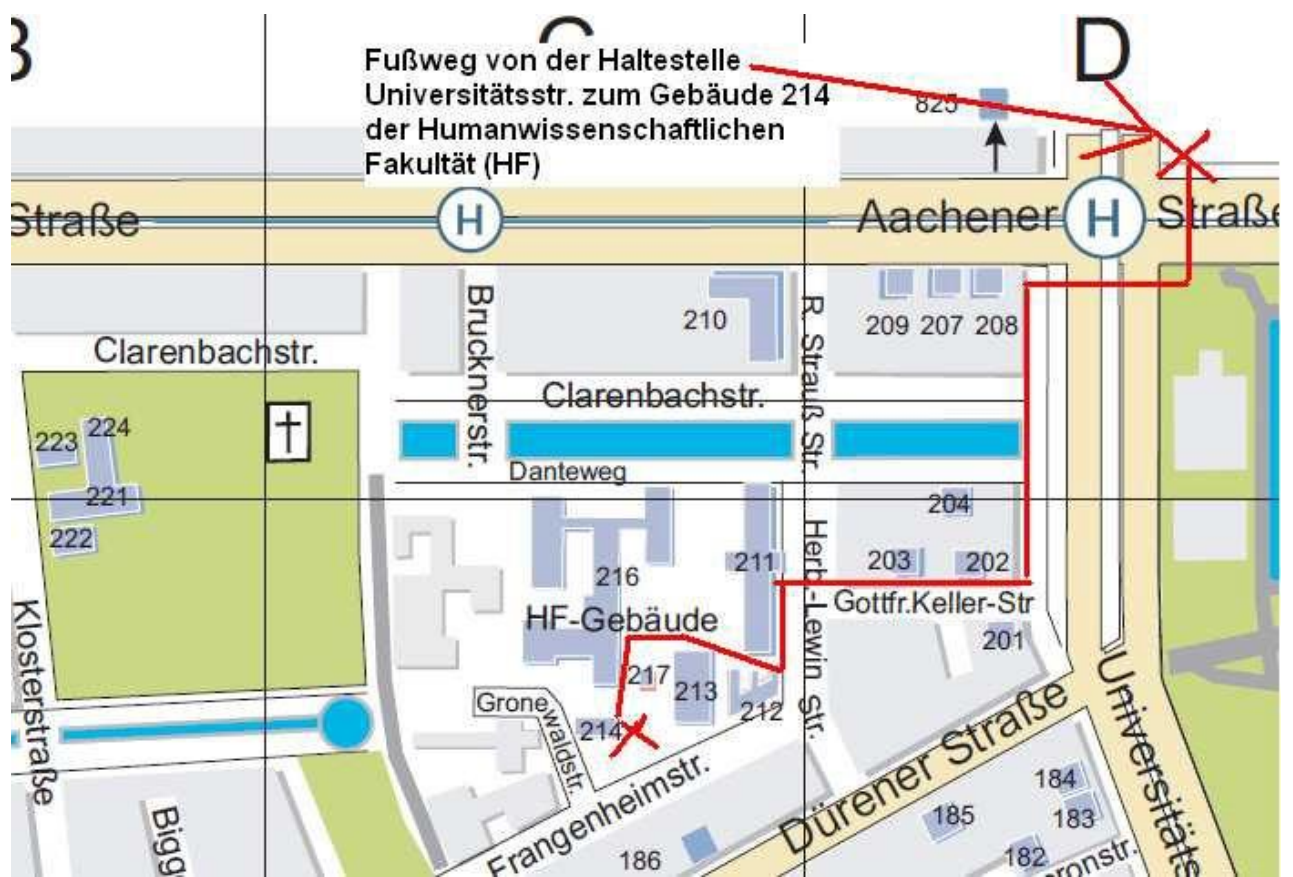 B
C
D
Fußweg von der Haltestelle
Universitätsstr. zum Gebäude 214
der Humanwissenschaftlichen
Fakultät (HF)
825
Straße
H
Aachener
H
Straße
209
207
208
210
Brucknerstr.
R. Strauß Str.
Clarenbachstr.
Clarenbachstr.
223
224
221
222
Danteweg
204
203
202
211
216
Herb.-Lewin Str.
Gottfr.Keller-Str
HF-Gebäude
201
Klosterstraße
217
213
212
Grone
waldstr.
214
Frangenheimstr.
Dürener Straße
Universitäts
184
183
185
182
186
Bigg
ronstr.